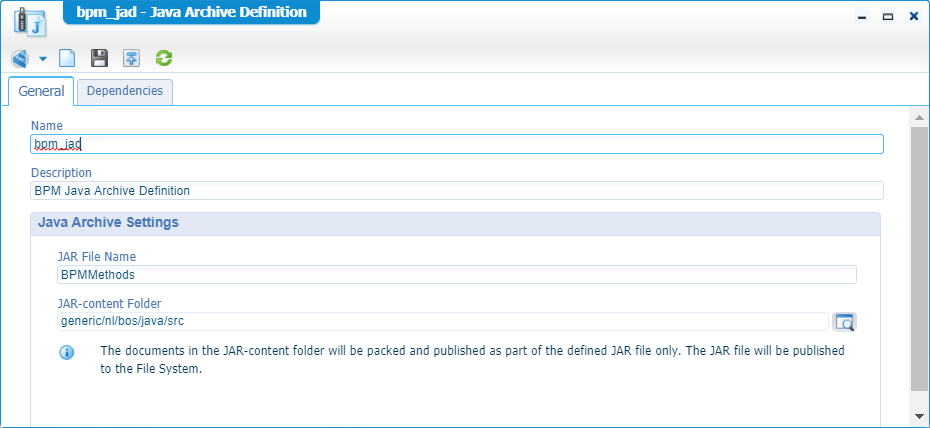 bpm_jad - Java Archive Definition
General
Dependencies
Name
bpm_jad
Description
BPM Java Archive Definition
Java Archive Settings
JAR File Name
BPMMethods
JAR-content Folder
generic/nl/bos/java/src
The documents in the JAR-content folder will be packed and published as part of the defined JAR file only. The JAR file will be published
to the File System.